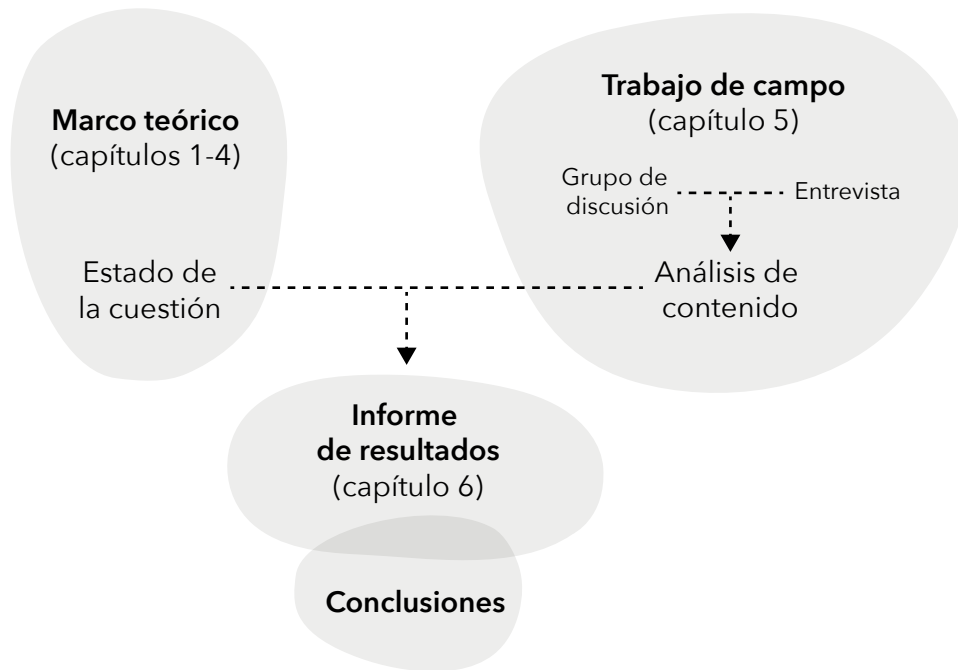 Marco teórico
(capítulos 1-4)
Estado de
la cuestión
Trabajo de campo
(capítulo 5)
Grupo de
discusión
Entrevista
Análisis de
contenido
Informe
de resultados
(capítulo 6)
Conclusiones